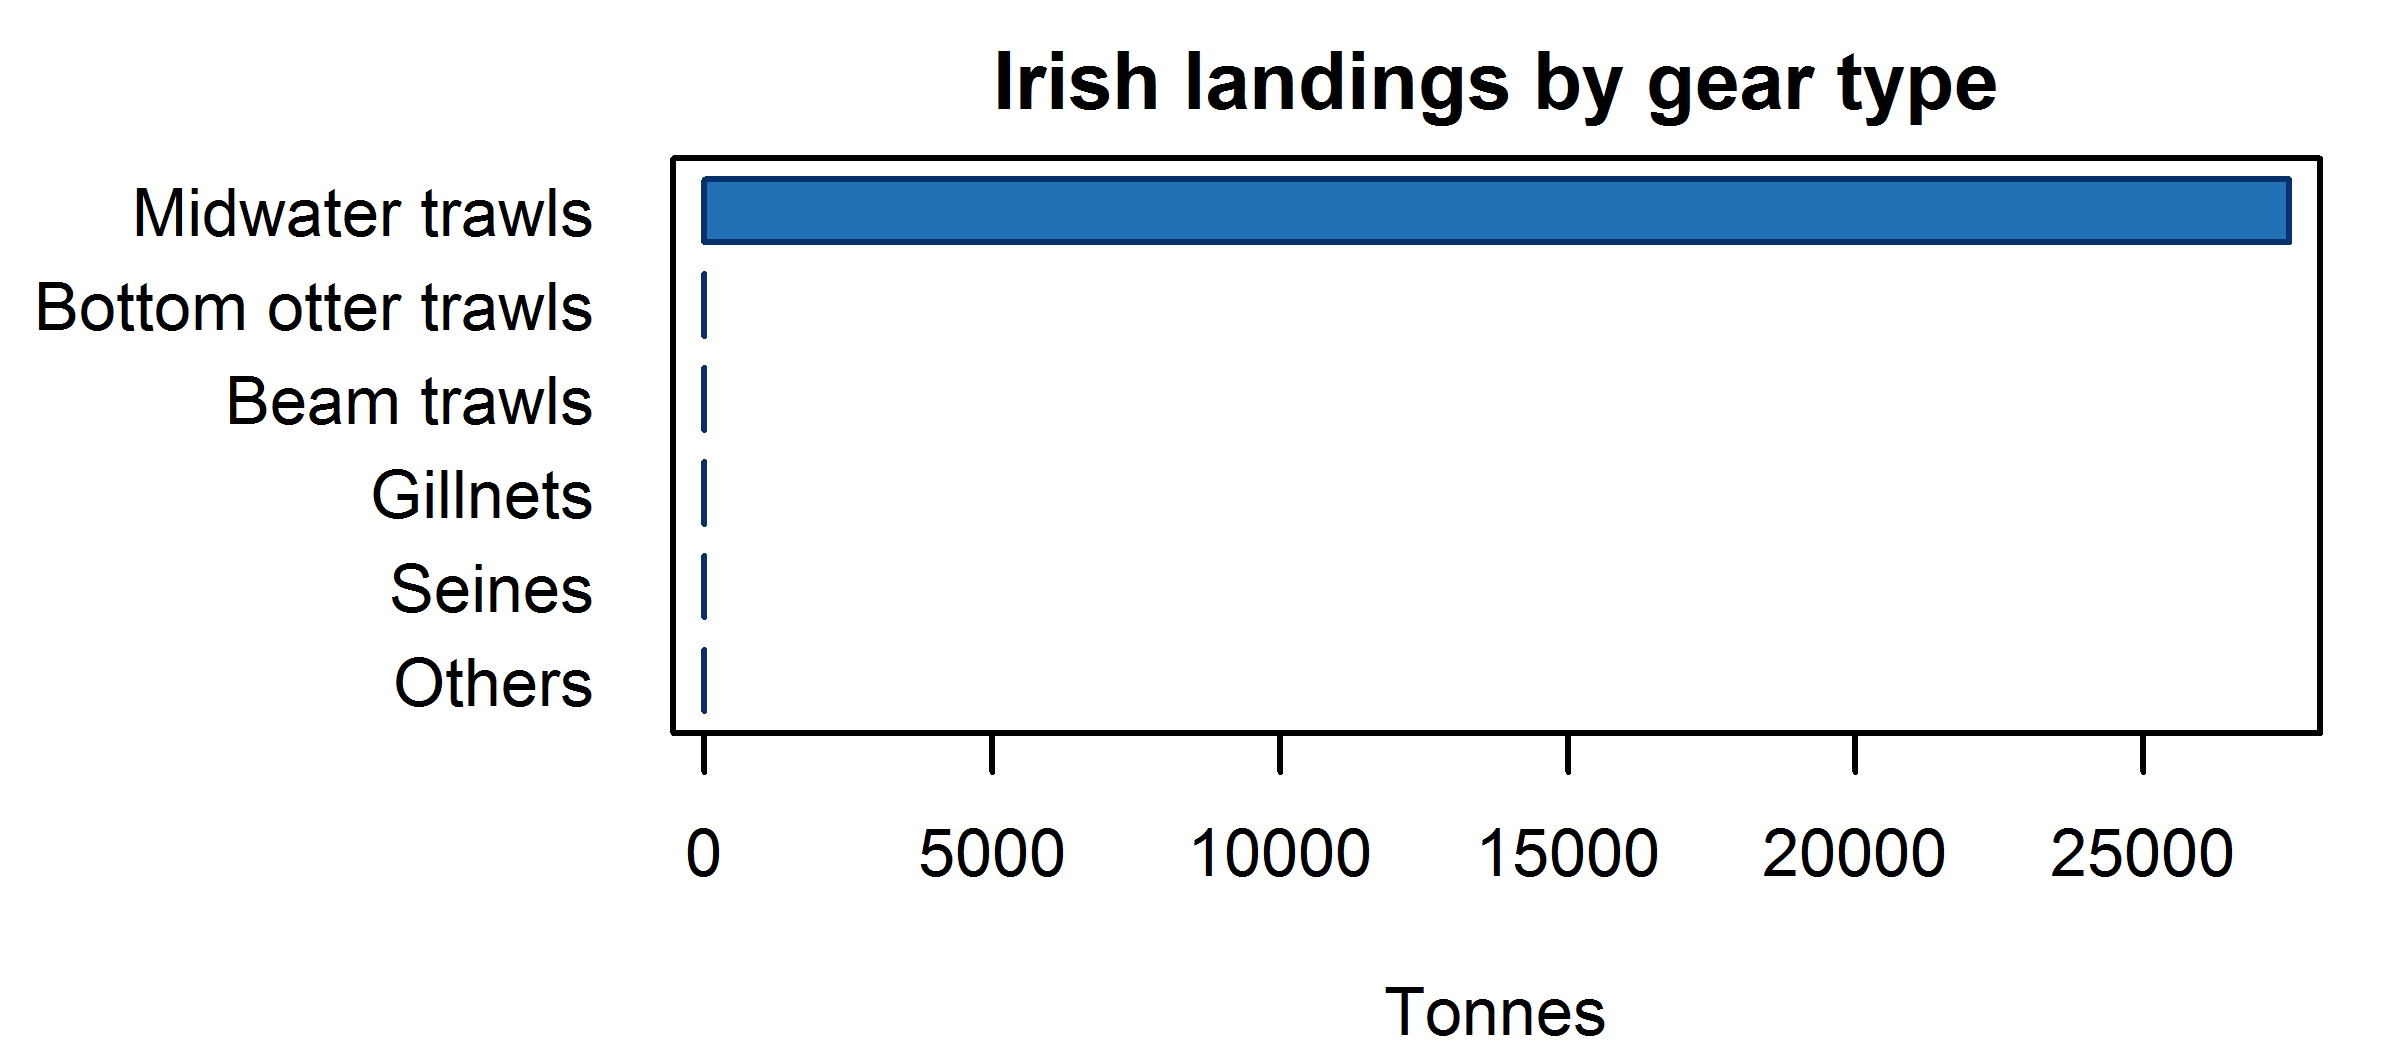 Irish landings by gear type
Midwater trawls
Bottom otter trawls
Beam trawls
Gillnets
Seines
Others
0 5000 10000 15000 20000 25000
Tonnes